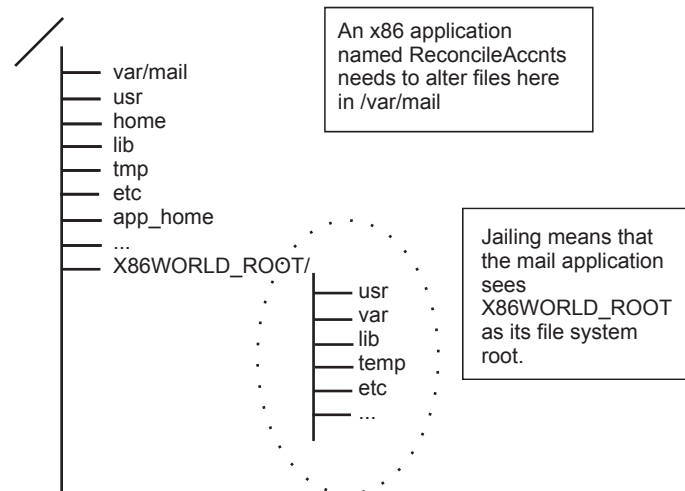 An x86 application
named ReconcileAccnts
needs to alter files here
in /var/mail
/
var/mail
usr
home
lib
tmp
etc
app_home
...
X86WORLD_ROOT/
usr
var
lib
temp
etc
...
Jailing means that
the mail application
sees
X86WORLD_ROOT
as its file system
root.